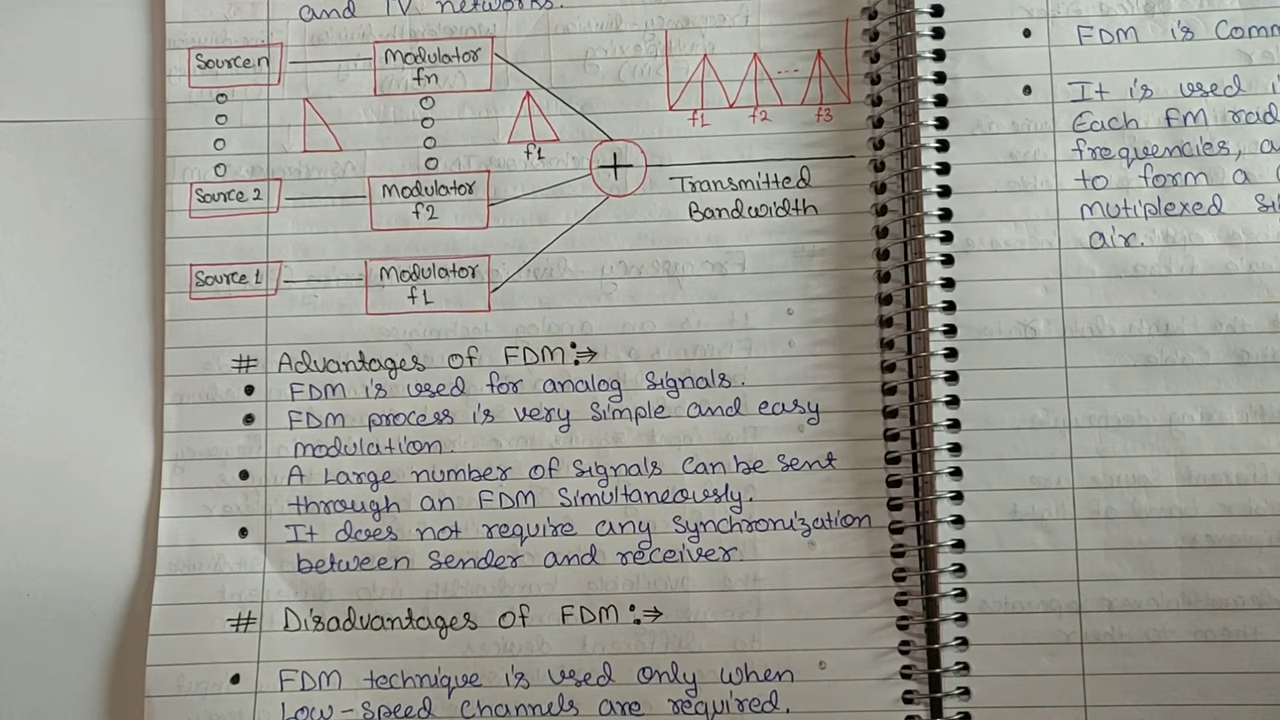 and TV networks.
Source n
Modulator
fn
f1
f1 f2 ... f3
+
Source 2
Modulator
f2
Transmitted
Bandwidth
Source 1
Modulator
f1
# Advantages of FDM:⇒
• FDM is used for analog signals.
• FDM process is very simple and easy
modulation.
• A Large number of signals can be sent
through an FDM simultaneously.
• It does not require any synchronization
between sender and receiver.
# Disadvantages of FDM:⇒
• FDM technique is used only when
Low-speed channels are required.
• FDM is Comm
• It is used i
Each FM rad
frequencies, a
to form a
mutiplexed si
air.